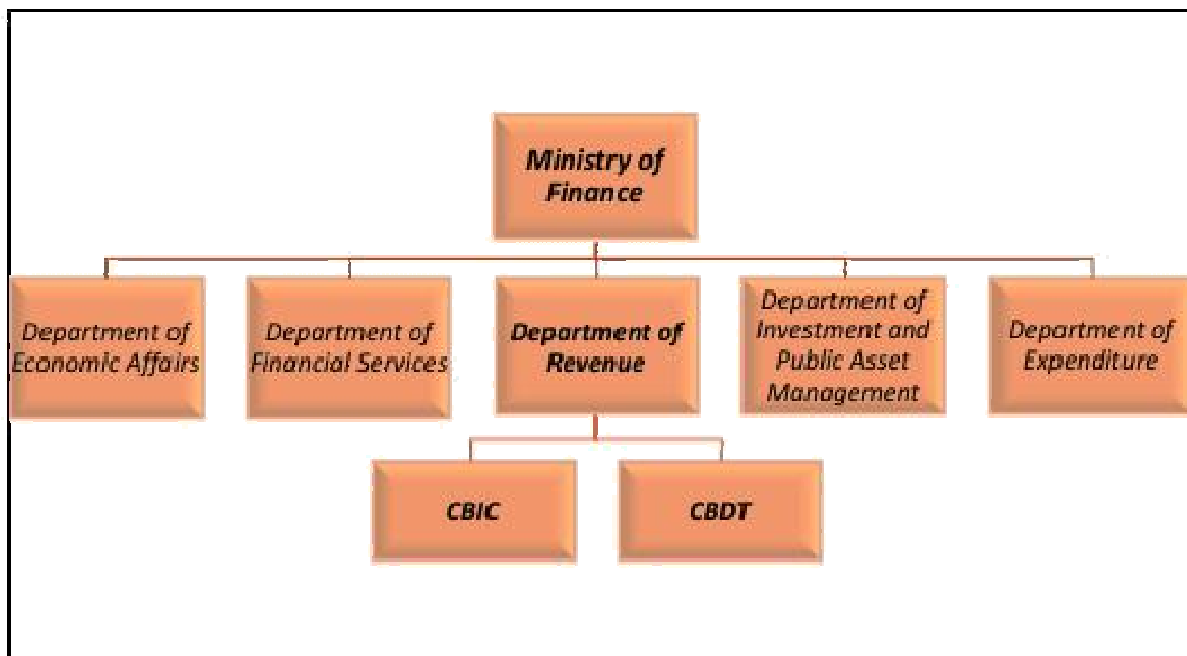 Ministry of
Finance
Department of
Economic Affairs
Department of
Financial Services
Department of
Revenue
Department of
Investment and
Public Asset
Management
Department of
Expenditure
CBIC
CBDT